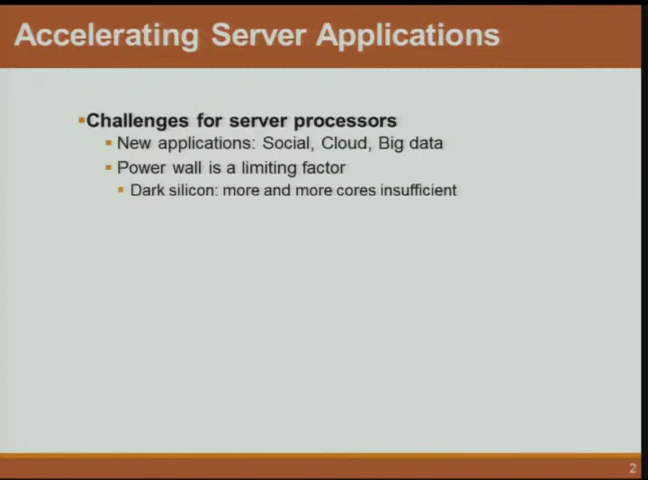 Accelerating Server Applications
▪Challenges for server processors
▪ New applications: Social, Cloud, Big data
▪ Power wall is a limiting factor
▪ Dark silicon: more and more cores insufficient
2